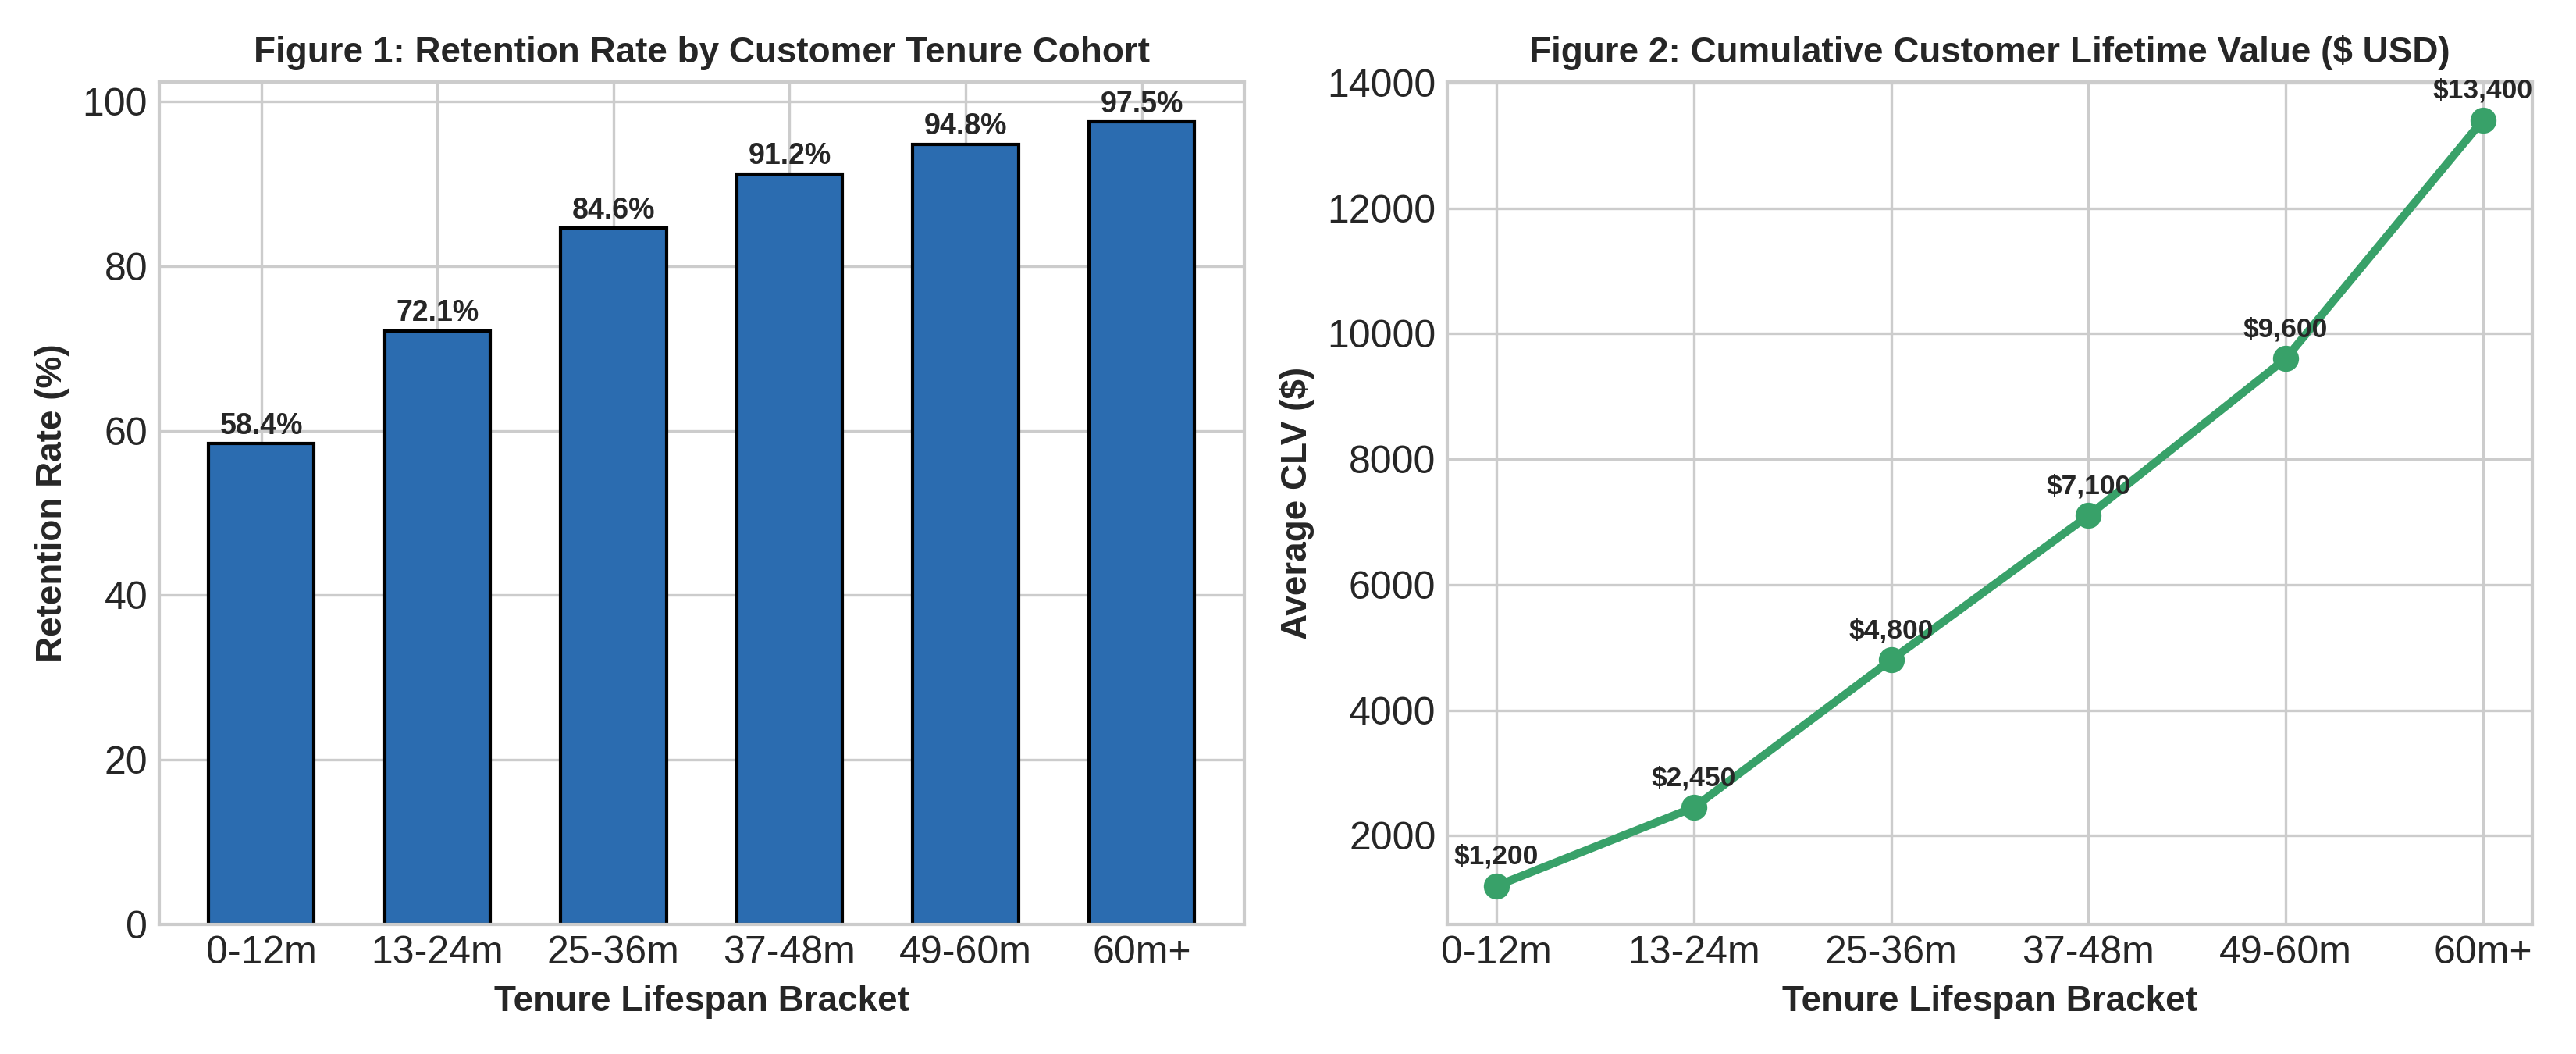 Figure 1: Retention Rate by Customer Tenure Cohort
Retention Rate (%)
100
80
60
40
20
0
58.4%
72.1%
84.6%
91.2%
94.8%
97.5%
0-12m
13-24m
25-36m
37-48m
49-60m
60m+
Tenure Lifespan Bracket
Figure 2: Cumulative Customer Lifetime Value ($ USD)
Average CLV ($)
14000
12000
10000
8000
6000
4000
2000
$1,200
$2,450
$4,800
$7,100
$9,600
$13,400
0-12m
13-24m
25-36m
37-48m
49-60m
60m+
Tenure Lifespan Bracket